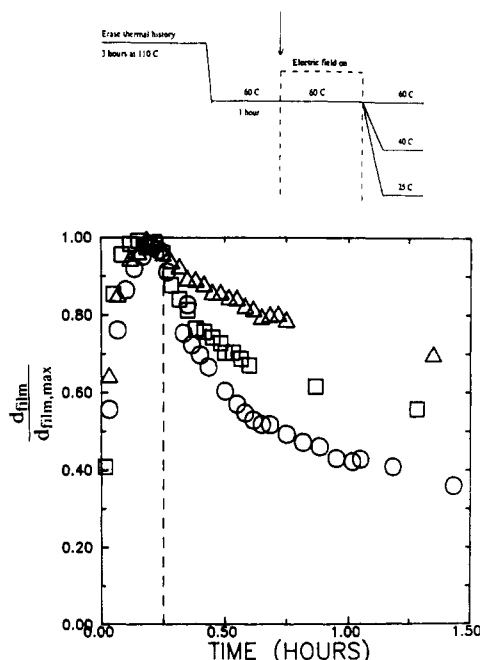 Erase thermal history
3 hours at 110 C
Electric field on
60 C
60 C
60 C
1 hour
40 C
25 C
1.00
0.80
0.60
0.40
0.20
0.00
d_film
d_film,max
0.00
0.50
1.00
1.50
TIME (HOURS)